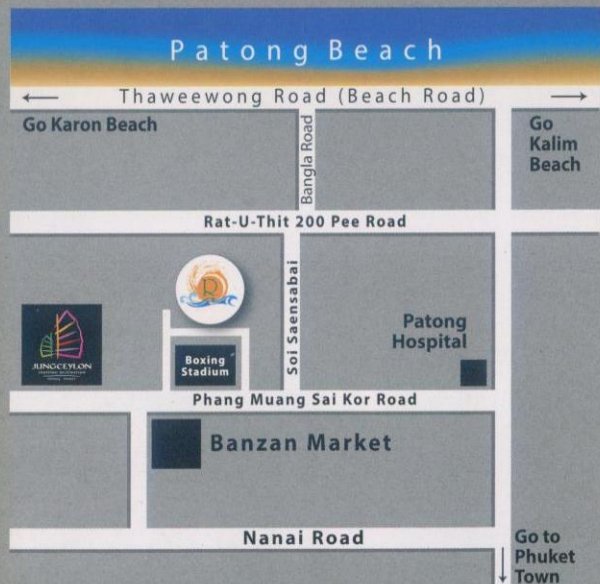 Patong Beach
Thaweewong Road (Beach Road)
Go Karon Beach
Bangla Road
Go
Kalim
Beach
Rat-U-Thit 200 Pee Road
R
Soi Saensabai
JUNGCEYLON
Patong
Hospital
Boxing
Stadium
Phang Muang Sai Kor Road
Banzan Market
Nanai Road
Go to
Phuket
Town